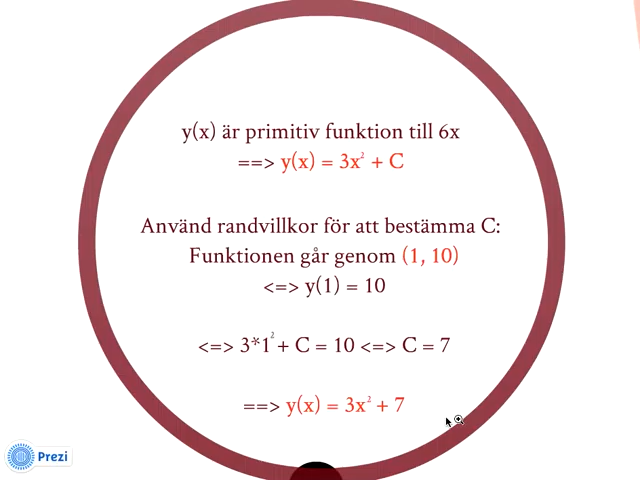 y(x) är primitiv funktion till 6x
==> y(x) = 3x² + C
Använd randvillkor för att bestämma C:
Funktionen går genom (1, 10)
<=> y(1) = 10
<=> 3*1² + C = 10 <=> C = 7
==> y(x) = 3x² + 7
Prezi